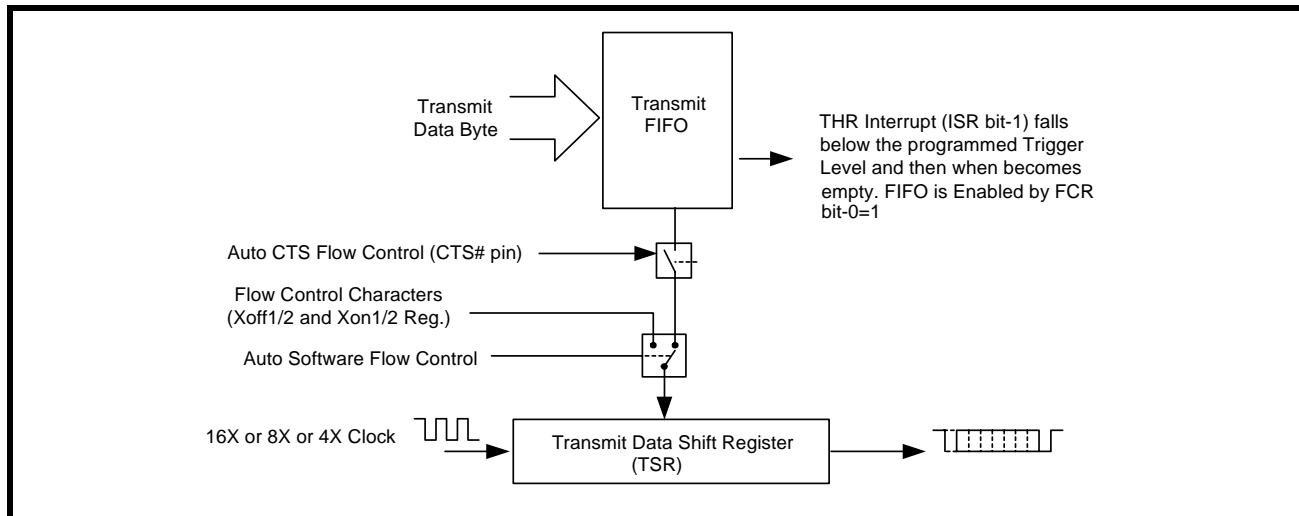 Transmit
Data Byte
Transmit
FIFO
THR Interrupt (ISR bit-1) falls
below the programmed Trigger
Level and then when becomes
empty. FIFO is Enabled by FCR
bit-0=1
Auto CTS Flow Control (CTS# pin)
Flow Control Characters
(Xoff1/2 and Xon1/2 Reg.)
Auto Software Flow Control
16X or 8X or 4X Clock
Transmit Data Shift Register
(TSR)